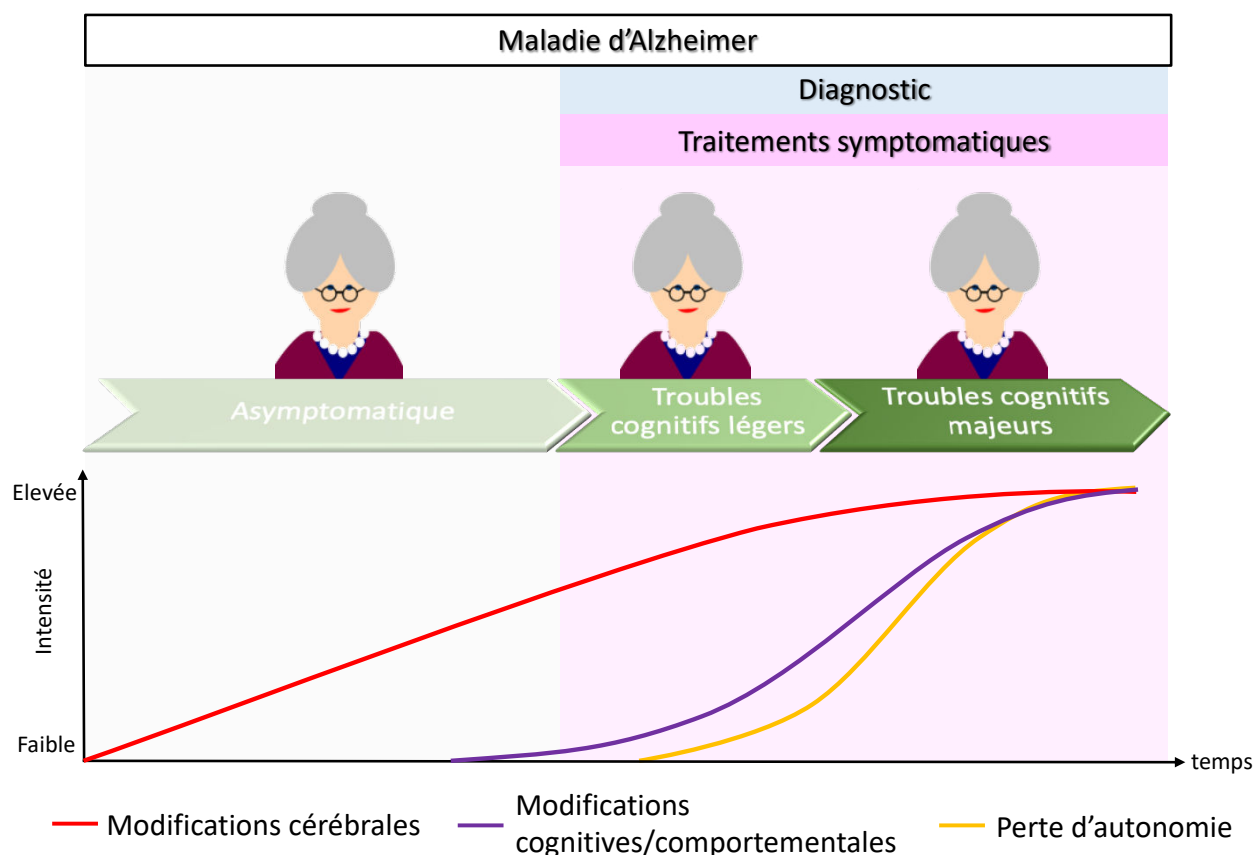 Maladie d'Alzheimer
Diagnostic
Traitements symptomatiques
Asymptomatique
Troubles
cognitifs légers
Troubles cognitifs
majeurs
Elevée
Intensité
Faible
temps
Modifications cérébrales
Modifications
cognitives/comportementales
Perte d'autonomie